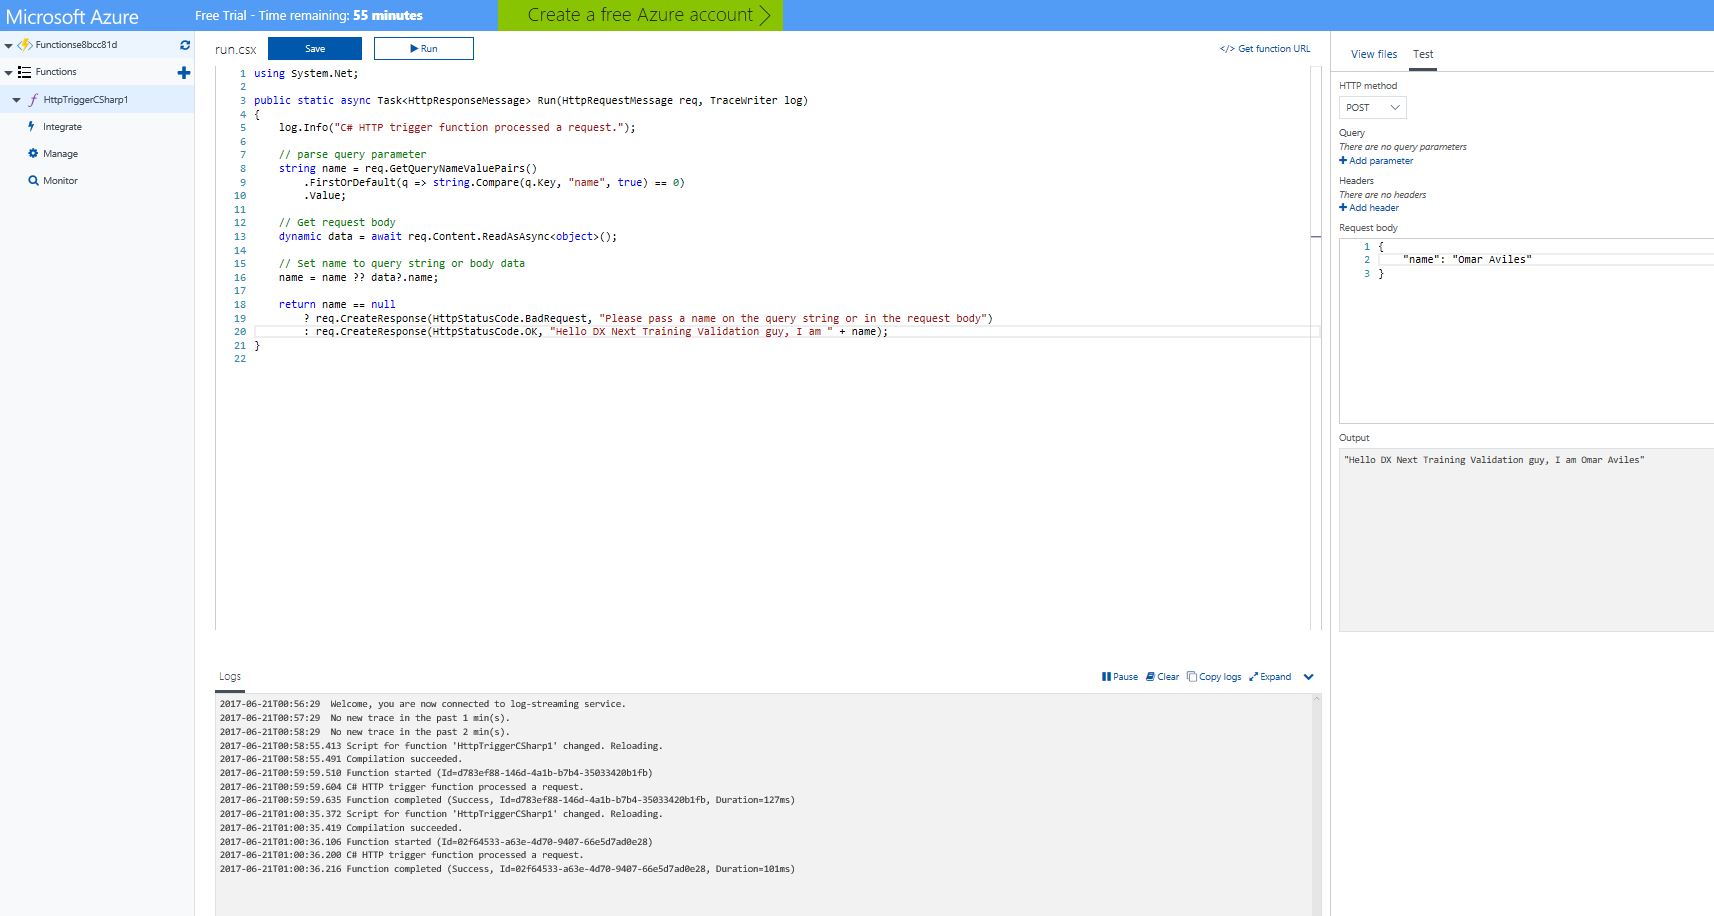 Microsoft Azure
Free Trial - Time remaining: 55 minutes
Create a free Azure account
Functionse8bcc81d
Functions
HttpTriggerCSharp1
Integrate
Manage
Monitor
run.csx
Save
Run
</> Get function URL
1 using System.Net;
2
3 public static async Task<HttpResponseMessage> Run(HttpRequestMessage req, TraceWriter log)
4 {
5     log.Info("C# HTTP trigger function processed a request.");
6
7     // parse query parameter
8     string name = req.GetQueryNameValuePairs()
9         .FirstOrDefault(q => string.Compare(q.Key, "name", true) == 0)
10         .Value;
11
12     // Get request body
13     dynamic data = await req.Content.ReadAsAsync<object>();
14
15     // Set name to query string or body data
16     name = name ?? data?.name;
17
18     return name == null
19         ? req.CreateResponse(HttpStatusCode.BadRequest, "Please pass a name on the query string or in the request body")
20         : req.CreateResponse(HttpStatusCode.OK, "Hello DX Next Training Validation guy, I am " + name);
21 }
22
Logs
Pause
Clear
Copy logs
Expand
2017-06-21T00:56:29  Welcome, you are now connected to log-streaming service.
2017-06-21T00:57:29  No new trace in the past 1 min(s).
2017-06-21T00:58:29  No new trace in the past 2 min(s).
2017-06-21T00:58:55.413 Script for function 'HttpTriggerCSharp1' changed. Reloading.
2017-06-21T00:58:55.491 Compilation succeeded.
2017-06-21T00:59:59.510 Function started (Id=d783ef88-146d-4a1b-b7b4-35033420b1fb)
2017-06-21T00:59:59.604 C# HTTP trigger function processed a request.
2017-06-21T00:59:59.635 Function completed (Success, Id=d783ef88-146d-4a1b-b7b4-35033420b1fb, Duration=127ms)
2017-06-21T01:00:35.372 Script for function 'HttpTriggerCSharp1' changed. Reloading.
2017-06-21T01:00:35.419 Compilation succeeded.
2017-06-21T01:00:36.106 Function started (Id=02f64533-a63e-4d70-9407-66e5d7ad0e28)
2017-06-21T01:00:36.200 C# HTTP trigger function processed a request.
2017-06-21T01:00:36.216 Function completed (Success, Id=02f64533-a63e-4d70-9407-66e5d7ad0e28, Duration=101ms)
View files
Test
HTTP method
POST
Query
There are no query parameters
Add parameter
Headers
There are no headers
Add header
Request body
1 {
2     "name": "Omar Aviles"
3 }
Output
"Hello DX Next Training Validation guy, I am Omar Aviles"